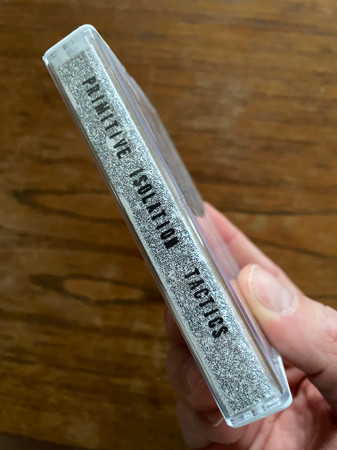 PRIMITIVE ISOLATION TACTICS